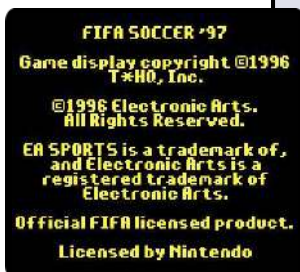 FIFA SOCCER '97
Game display copyright ©1996
T*HQ, Inc.
©1996 Electronic Arts.
All Rights Reserved.
EA SPORTS is a trademark of,
and Electronic Arts is a
registered trademark of
Electronic Arts.
Official FIFA licensed product.
Licensed by Nintendo